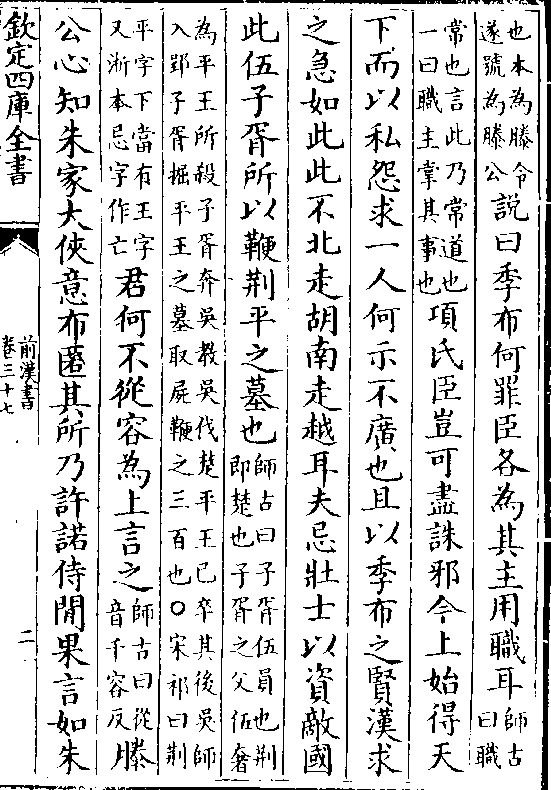 也本為滕令
遂號為滕公
說曰季布何罪臣各為其主用職耳
師古
曰職
常也言此乃常道也
一曰職主掌其事也
項氏臣豈可盡誅邪今上始得天
下而以私怨求一人何示不廣也且以季布之賢漢求
之急如此此不北走胡南走越耳夫忌壯士以資敵國
此伍子胥所以鞭荆平之墓也
師古曰子胥伍員也荆
即楚也子胥之父伍奢
為平王所殺子胥奔吳教吳伐楚平王已卒其後吳師
入郢子胥掘平王之墓取屍鞭之三百也○宋祁曰荆
平字下當有王字
又淅本忌字作亡
君何不從容為上言之
師古曰從
音千容反
滕
公心知朱家大俠意布匿其所乃許諾侍閒果言如朱
欽定四庫全書
前漢書
卷三十七
二